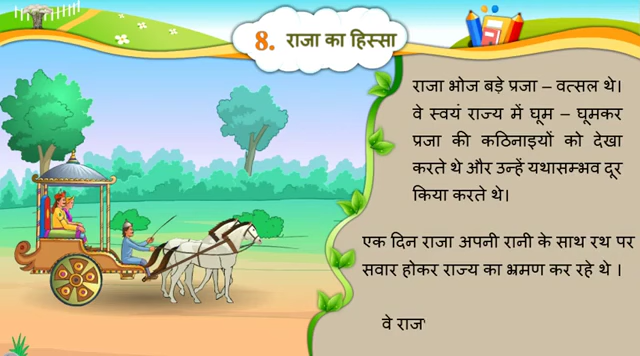 8. राजा का हिस्सा
राजा भोज बड़े प्रजा – वत्सल थे।
वे स्वयं राज्य में घूम – घूमकर
प्रजा की कठिनाइयों को देखा
करते थे और उन्हें यथासम्भव दूर
किया करते थे।
एक दिन राजा अपनी रानी के साथ रथ पर
सवार होकर राज्य का भ्रमण कर रहे थे ।
वे राज